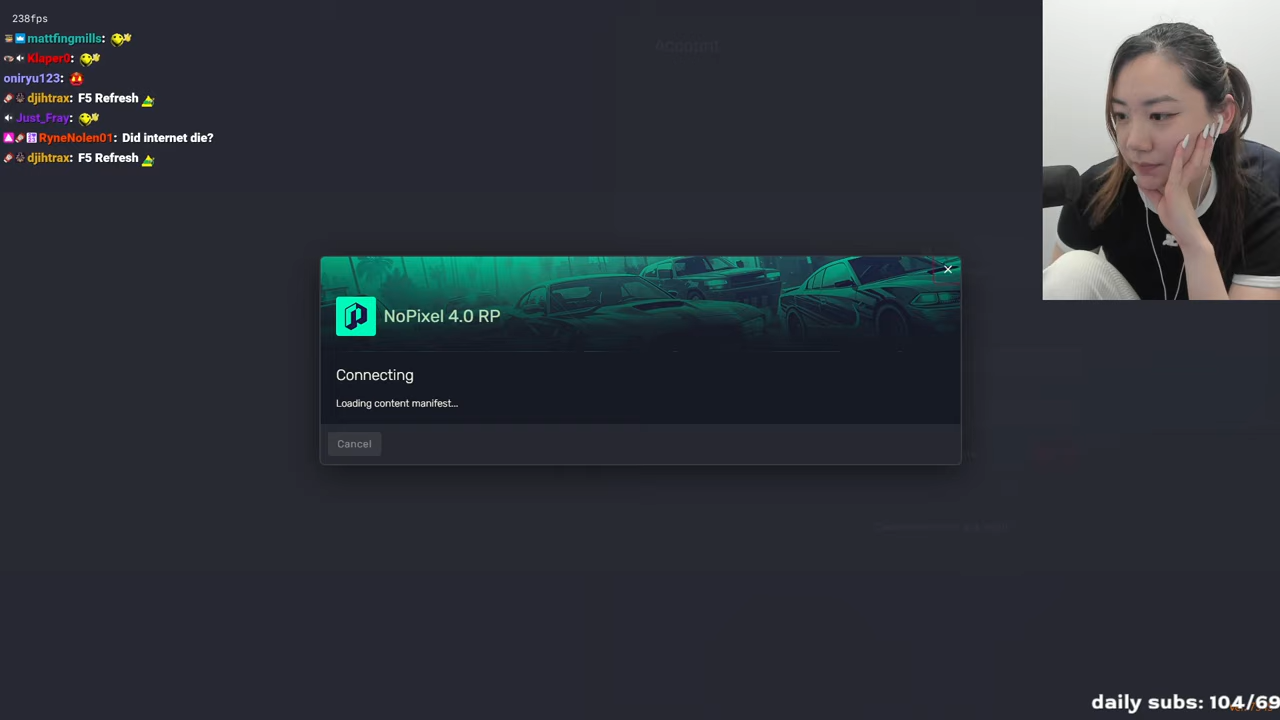 238fps
mattfingmills:
Klaper0:
oniryu123:
djihtrax: F5 Refresh
Just_Fray:
RyneNolen01: Did internet die?
djihtrax: F5 Refresh
Account
NoPixel 4.0 RP
Connecting
Loading content manifest...
Cancel
daily subs: 104/69